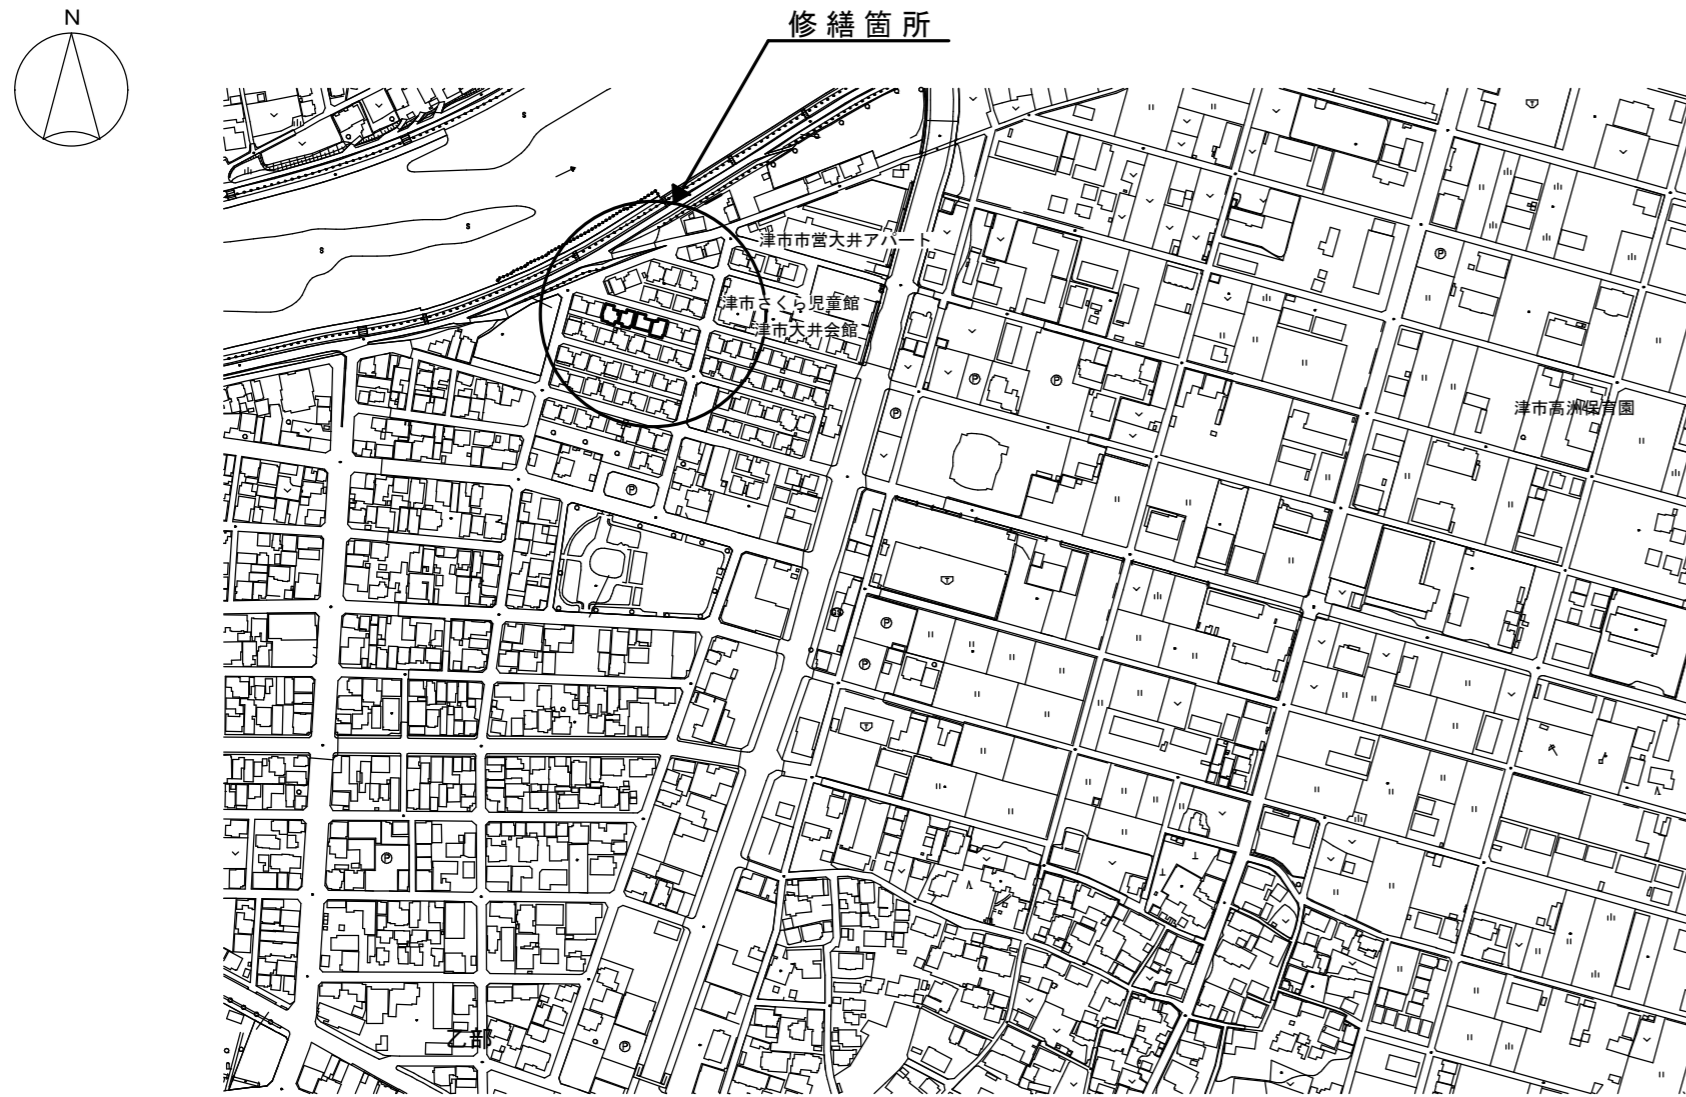 N
修繕箇所
津市市営大井アパート
津市さくら児童館
津市大井会館
津市高洲保育園
乙部